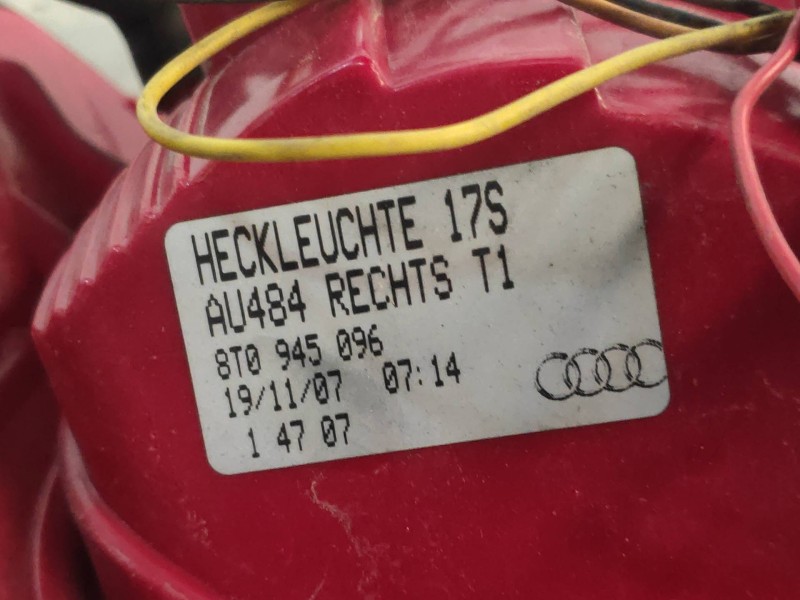 HECKLEUCHTE 17S
AU484 RECHTS T1
8T0 945 096
19/11/07 07:14
1 47 07